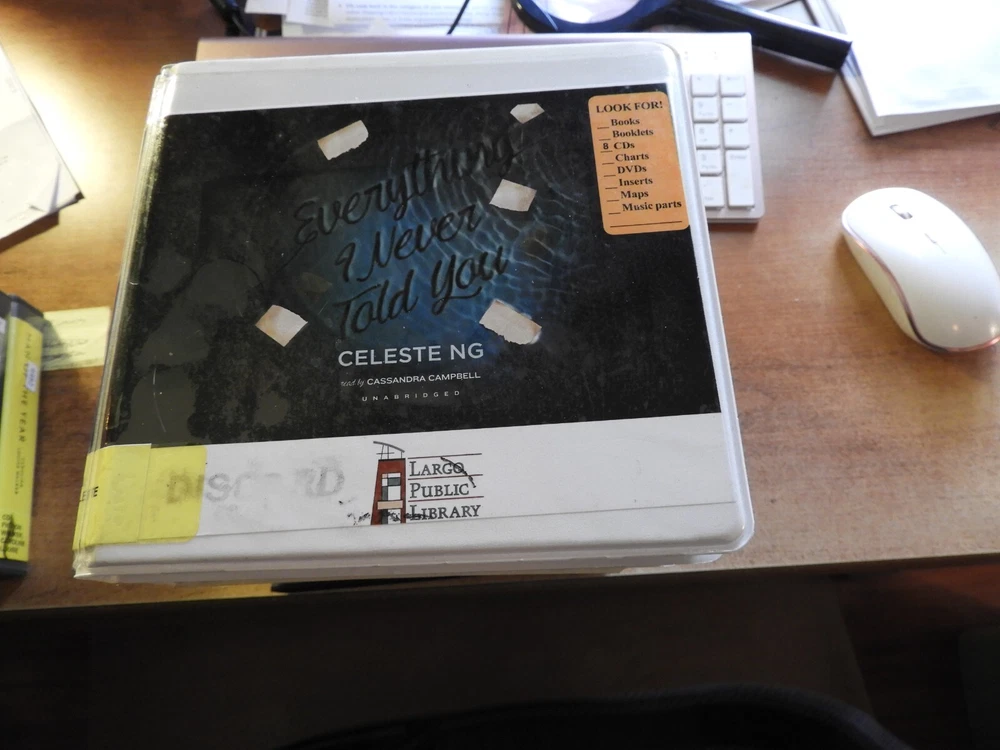 Everything
I Never
Told You
CELESTE NG
read by CASSANDRA CAMPBELL
UNABRIDGED
LOOK FOR!
Books
Booklets
8 CDs
Charts
DVDs
Inserts
Maps
Music parts
DISCARD
LARGO
PUBLIC
LIBRARY